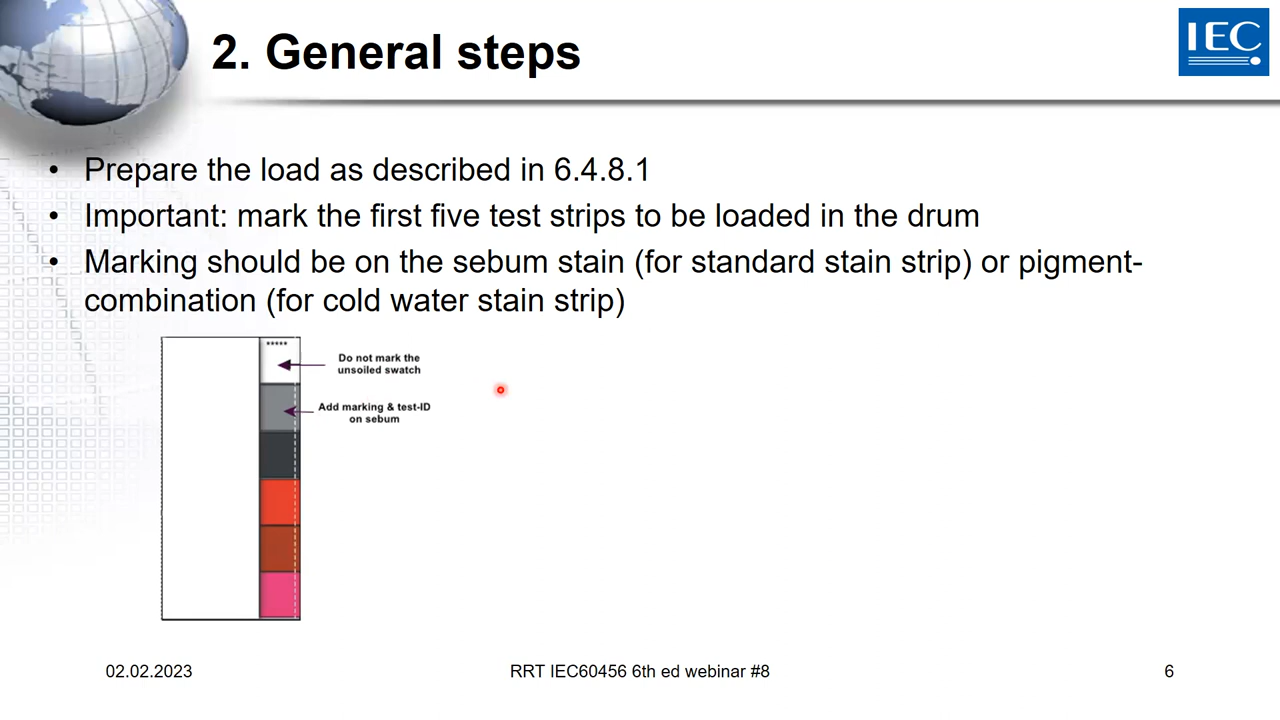 IEC
2. General steps
• Prepare the load as described in 6.4.8.1
• Important: mark the first five test strips to be loaded in the drum
• Marking should be on the sebum stain (for standard stain strip) or pigment-
combination (for cold water stain strip)
*****
Do not mark the
unsoiled swatch
Add marking & test-ID
on sebum
02.02.2023
RRT IEC60456 6th ed webinar #8
6